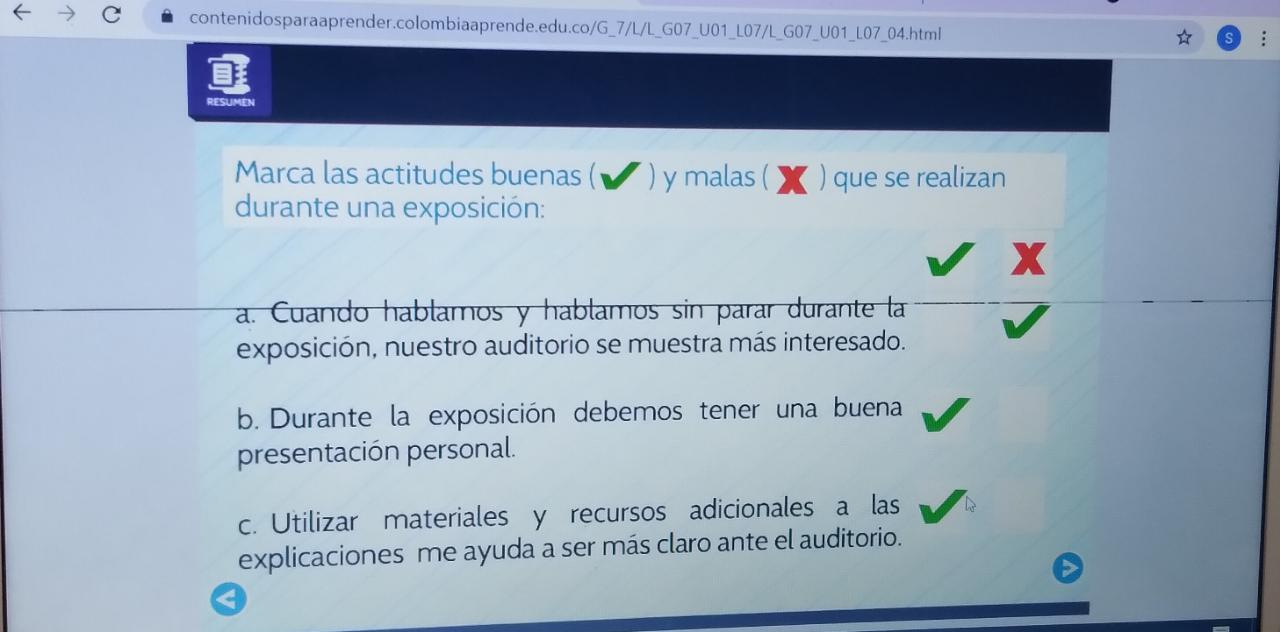 contenidosparaaprender.colombiaaprende.edu.co/G_7/L/L_G07_U01_L07/L_G07_U01_L07_04.html
S
RESUMEN
Marca las actitudes buenas (✔) y malas (X) que se realizan
durante una exposición:
✔ X
a. Cuando hablamos y hablamos sin parar durante la
exposición, nuestro auditorio se muestra más interesado. ✔
b. Durante la exposición debemos tener una buena ✔
presentación personal.
c. Utilizar materiales y recursos adicionales a las ✔
explicaciones me ayuda a ser más claro ante el auditorio.